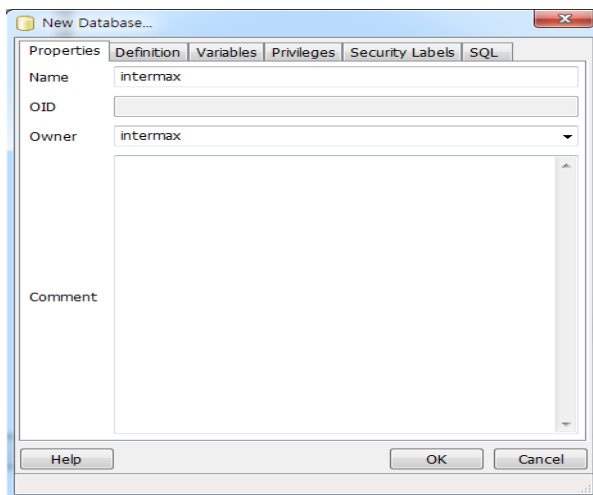 New Database...
Properties Definition Variables Privileges Security Labels SQL
Name intermax
OID
Owner intermax
Comment
Help OK Cancel